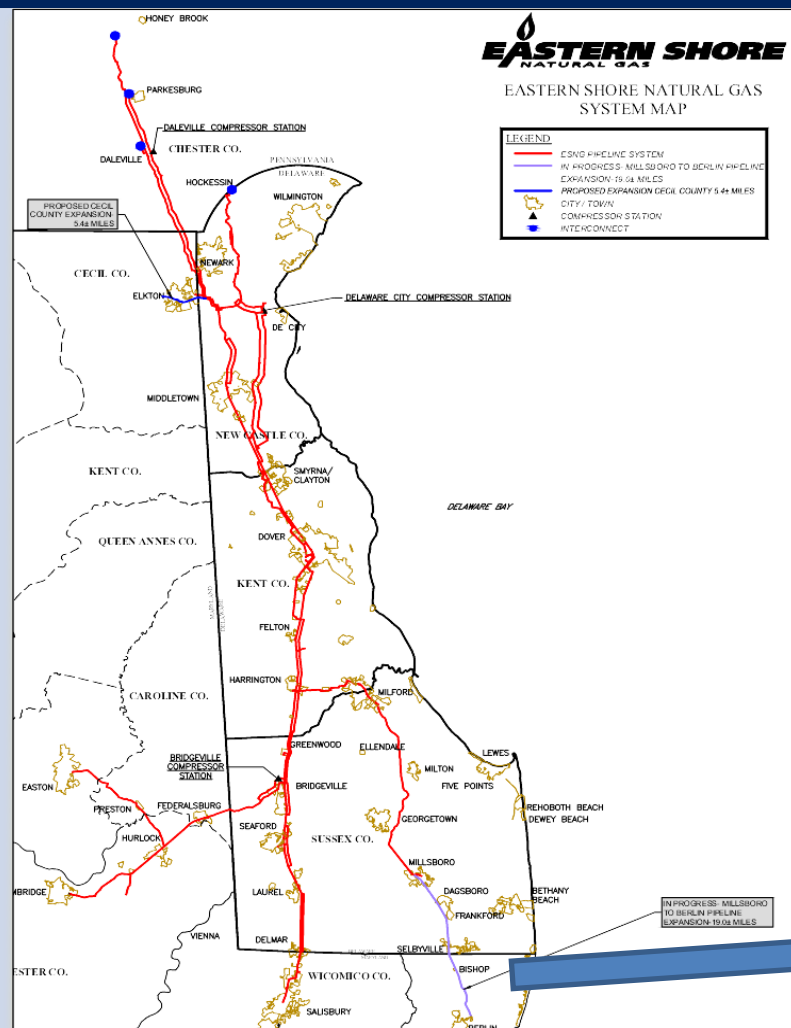 EASTERN SHORE
NATURAL GAS
EASTERN SHORE NATURAL GAS
SYSTEM MAP
LEGEND
ESNG PIPELINE SYSTEM
IN PROGRESS- MILLSBORO TO BERLIN PIPELINE
EXPANSION-19.0± MILES
PROPOSED EXPANSION CECIL COUNTY 5.4± MILES
CITY / TOWN
COMPRESSOR STATION
INTERCONNECT
HONEY BROOK
PARKESBURG
DALEVILLE COMPRESSOR STATION
CHESTER CO.
DALEVILLE
PENNSYLVANIA
DELAWARE
HOCKESSIN
WILMINGTON
PROPOSED CECIL
COUNTY EXPANSION-
5.4± MILES
NEWARK
CECIL CO.
ELKTON
DELAWARE CITY COMPRESSOR STATION
DE CITY
MIDDLETOWN
NEW CASTLE CO.
KENT CO.
SMYRNA/
CLAYTON
DELAWARE BAY
QUEEN ANNES CO.
DOVER
KENT CO.
MARYLAND
DELAWARE
FELTON
HARRINGTON
CAROLINE CO.
MILFORD
GREENWOOD
ELLENDALE
LEWES
BRIDGEVILLE
COMPRESSOR
STATION
MILTON
FIVE POINTS
EASTON
BRIDGEVILLE
PRESTON
FEDERALSBURG
REHOBOTH BEACH
DEWEY BEACH
GEORGETOWN
HURLOCK
SEAFORD
SUSSEX CO.
MILLSBORO
MBRIDGE
LAUREL
DAGSBORO
BETHANY
BEACH
FRANKFORD
IN PROGRESS- MILLSBORO
TO BERLIN PIPELINE
EXPANSION-19.0± MILES
VIENNA
DELMAR
SELBYVILLE
DELAWARE
MARYLAND
BISHOP
ESTER CO.
WICOMICO CO.
SALISBURY
BERLIN